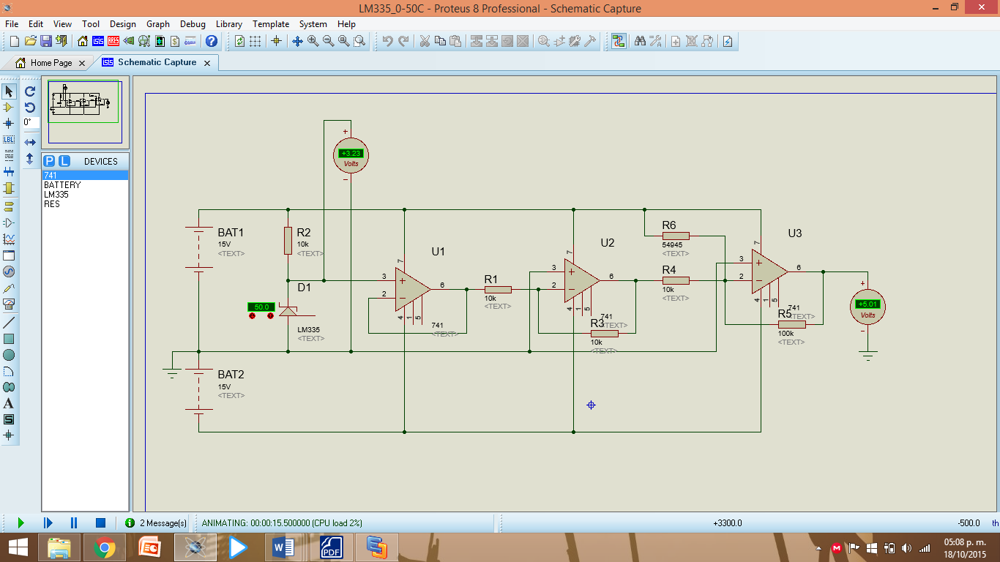 LM335_0-50C - Proteus 8 Professional - Schematic Capture
File Edit View Tool Design Graph Debug Library Template System Help
Home Page
Schematic Capture
0°
LBL
P L DEVICES
741
BATTERY
LM335
RES
+
+3.23
Volts
−
BAT1
15V
<TEXT>
R2
10k
<TEXT>
D1
50.0
LM335
<TEXT>
U1
3
2
7
6
4
1
5
741
<TEXT>
R1
10k
<TEXT>
U2
3
2
7
6
4
1
5
741
<TEXT>
R3
10k
<TEXT>
R6
54945
<TEXT>
R4
10k
<TEXT>
U3
3
2
7
6
4
1
5
741
<TEXT>
R5
100k
<TEXT>
+
+5.01
Volts
−
BAT2
15V
<TEXT>
2 Message(s)
ANIMATING: 00:00:15.500000 (CPU load 2%)
+3300.0
-500.0
th
PDF
05:08 p. m.
18/10/2015